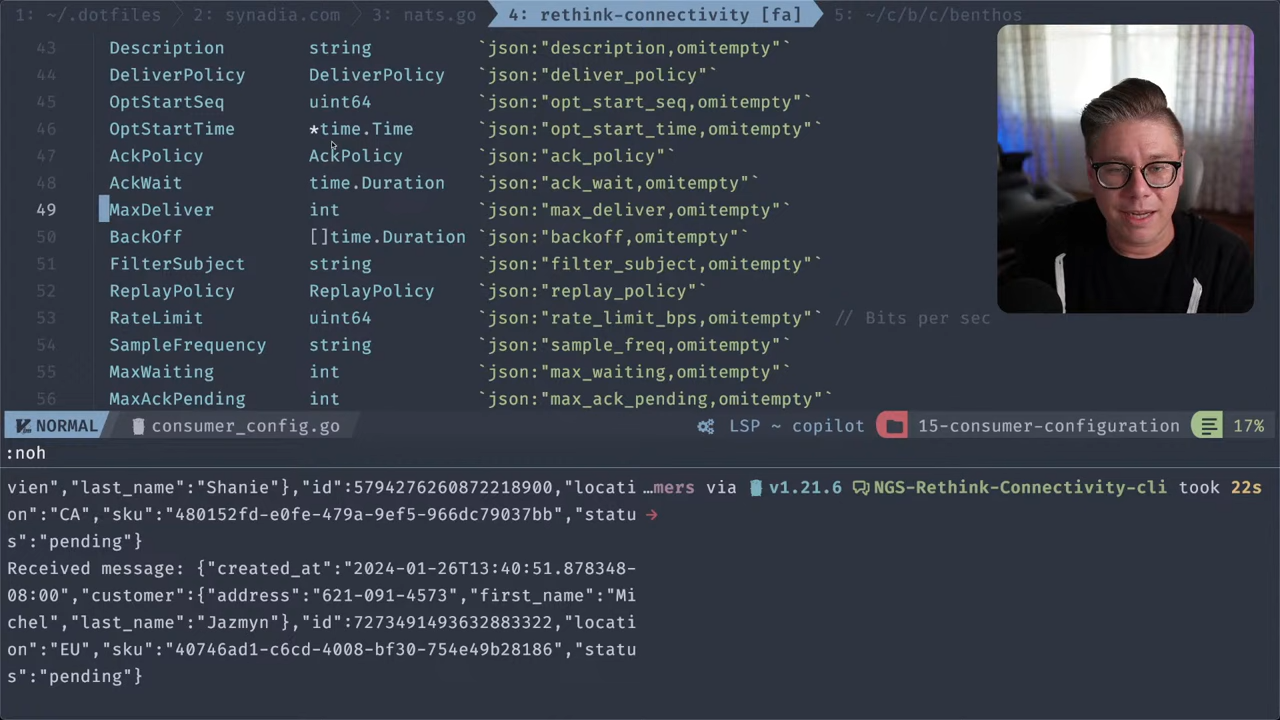 1: ~/.dotfiles 2: synadia.com 3: nats.go 4: rethink-connectivity [fa] 5: ~/c/b/c/benthos
43 Description string `json:"description,omitempty"`
44 DeliverPolicy DeliverPolicy `json:"deliver_policy"`
45 OptStartSeq uint64 `json:"opt_start_seq,omitempty"`
46 OptStartTime *time.Time `json:"opt_start_time,omitempty"`
47 AckPolicy AckPolicy `json:"ack_policy"`
48 AckWait time.Duration `json:"ack_wait,omitempty"`
49 MaxDeliver int `json:"max_deliver,omitempty"`
50 BackOff []time.Duration `json:"backoff,omitempty"`
51 FilterSubject string `json:"filter_subject,omitempty"`
52 ReplayPolicy ReplayPolicy `json:"replay_policy"`
53 RateLimit uint64 `json:"rate_limit_bps,omitempty"` // Bits per sec
54 SampleFrequency string `json:"sample_freq,omitempty"`
55 MaxWaiting int `json:"max_waiting,omitempty"`
56 MaxAckPending int `json:"max_ack_pending,omitempty"`
NORMAL consumer_config.go LSP ~ copilot 15-consumer-configuration 17%
:noh
vien","last_name":"Shanie"},"id":5794276260872218900,"locati …mers via v1.21.6 NGS-Rethink-Connectivity-cli took 22s
on":"CA","sku":"480152fd-e0fe-479a-9ef5-966dc79037bb","statu →
s":"pending"}
Received message: {"created_at":"2024-01-26T13:40:51.878348-
08:00","customer":{"address":"621-091-4573","first_name":"Mi
chel","last_name":"Jazmyn"},"id":7273491493632883322,"locati
on":"EU","sku":"40746ad1-c6cd-4008-bf30-754e49b28186","statu
s":"pending"}